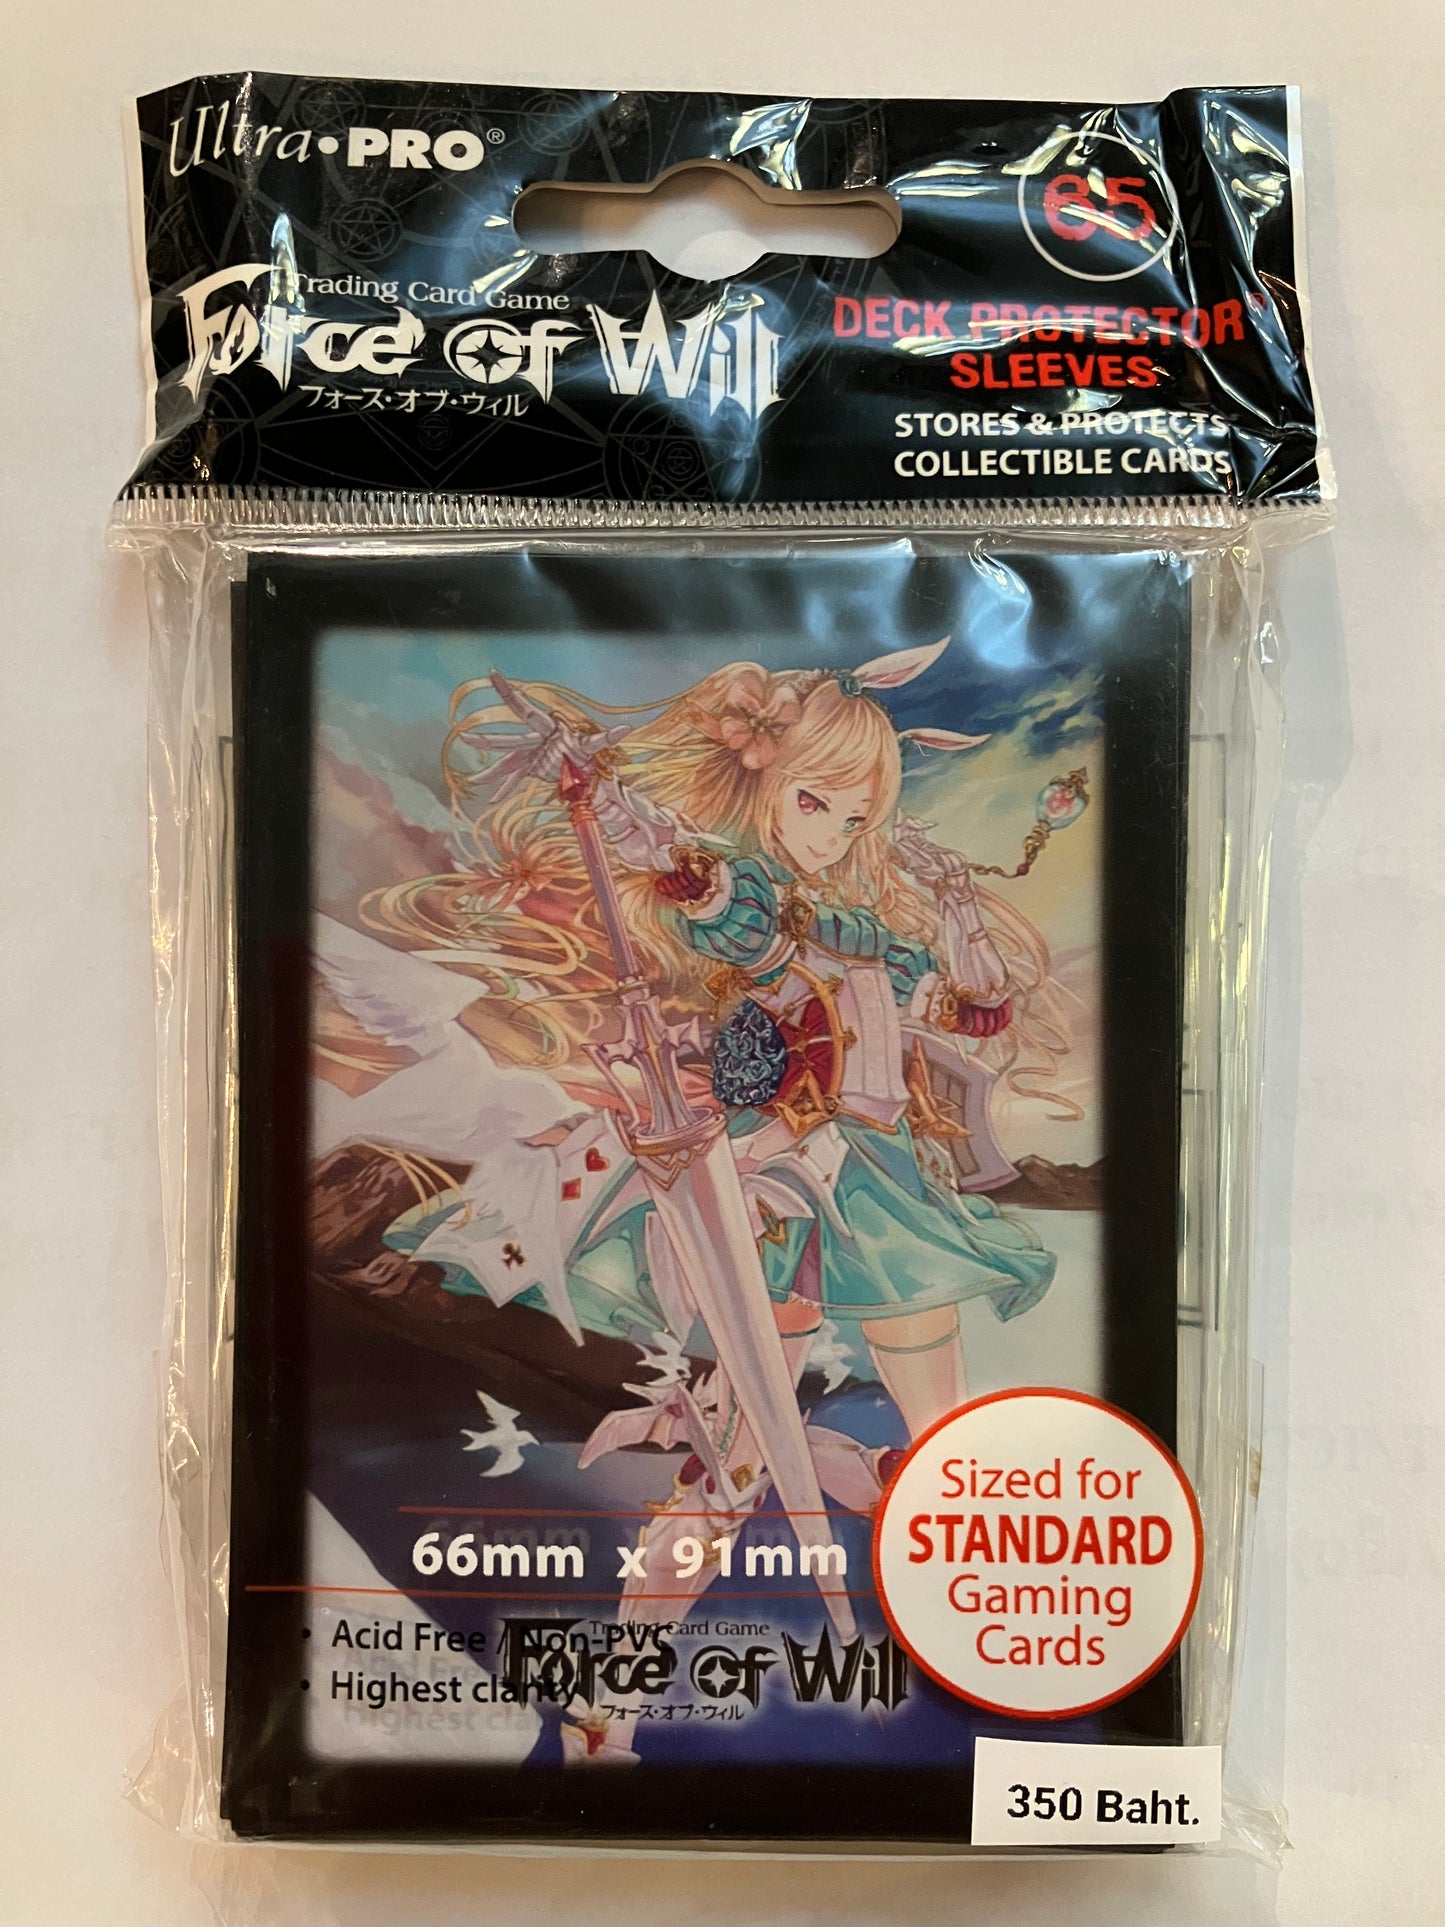 Ultra•PRO®
65
Trading Card Game
Force of Will
フォース・オブ・ウィル
DECK PROTECTOR®
SLEEVES
STORES & PROTECTS
COLLECTIBLE CARDS
66mm x 91mm
• Acid Free / Non-PVC
• Highest clarity
Trading Card Game
Force of Will
フォース・オブ・ウィル
Sized for
STANDARD
Gaming
Cards
350 Baht.